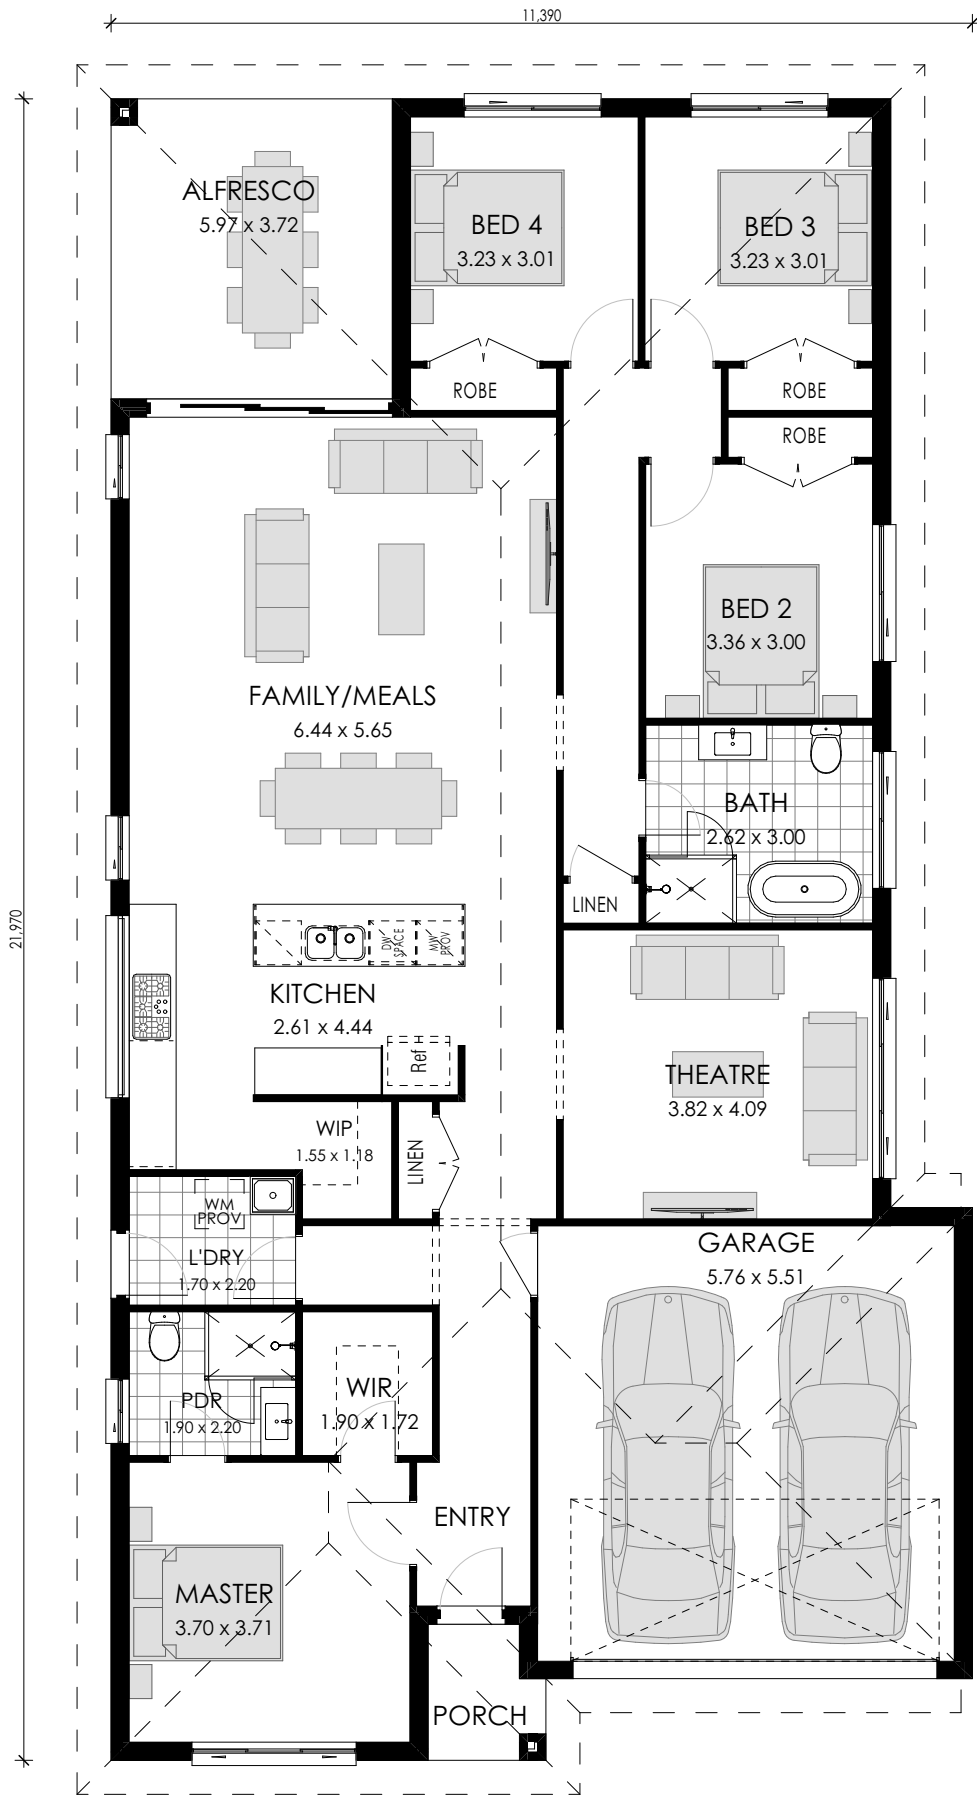 11,390
21,970
ALFRESCO
5.97 x 3.72
BED 4
3.23 x 3.01
BED 3
3.23 x 3.01
ROBE
ROBE
ROBE
BED 2
3.36 x 3.00
FAMILY/MEALS
6.44 x 5.65
BATH
2.62 x 3.00
LINEN
DW
SPACE
MW
PROV
KITCHEN
2.61 x 4.44
Ref
THEATRE
3.82 x 4.09
WIP
1.55 x 1.18
LINEN
WM
PROV
L'DRY
1.70 x 2.20
GARAGE
5.76 x 5.51
PDR
1.90 x 2.20
WIR
1.90 x 1.72
ENTRY
MASTER
3.70 x 3.71
PORCH